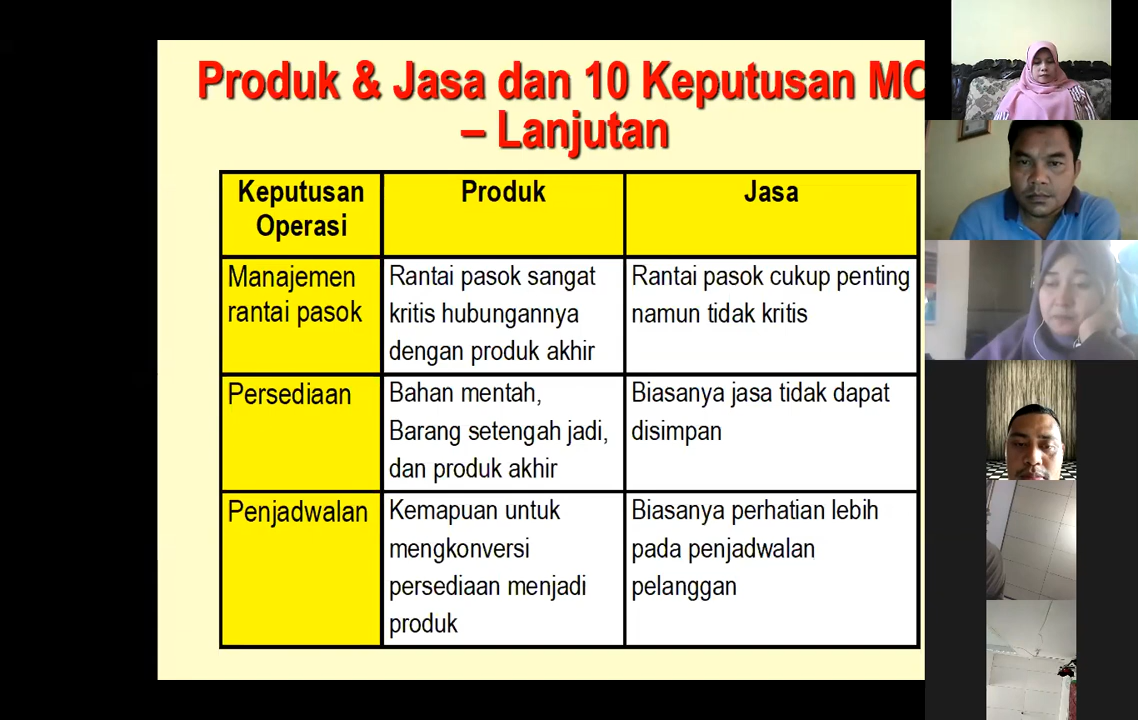 Produk & Jasa dan 10 Keputusan MO
– Lanjutan
Keputusan
Operasi
Produk
Jasa
Manajemen
rantai pasok
Rantai pasok sangat
kritis hubungannya
dengan produk akhir
Rantai pasok cukup penting
namun tidak kritis
Persediaan
Bahan mentah,
Barang setengah jadi,
dan produk akhir
Biasanya jasa tidak dapat
disimpan
Penjadwalan
Kemapuan untuk
mengkonversi
persediaan menjadi
produk
Biasanya perhatian lebih
pada penjadwalan
pelanggan